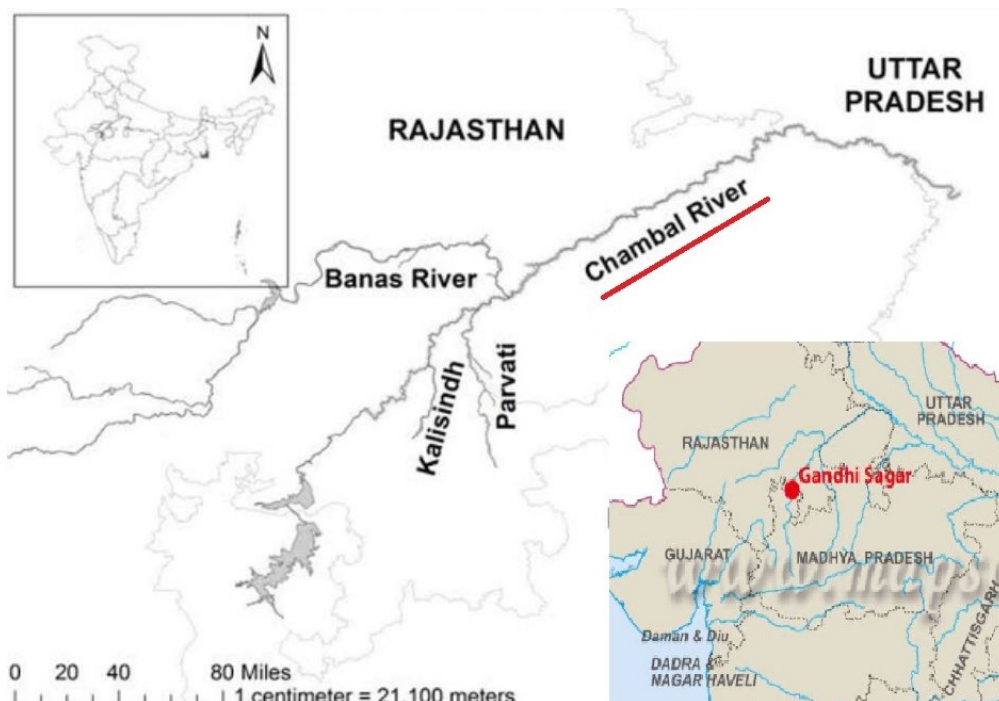 N
UTTAR
PRADESH
RAJASTHAN
Chambal River
Banas River
Kalisindh
Parvati
UTTAR
PRADESH
RAJASTHAN
Gandhi Sagar
GUJARAT
MADHYA PRADESH
CHHATTISGARH
Daman & Diu
DADRA &
NAGAR HAVELI
0 20 40 80 Miles
1 centimeter = 21,100 meters